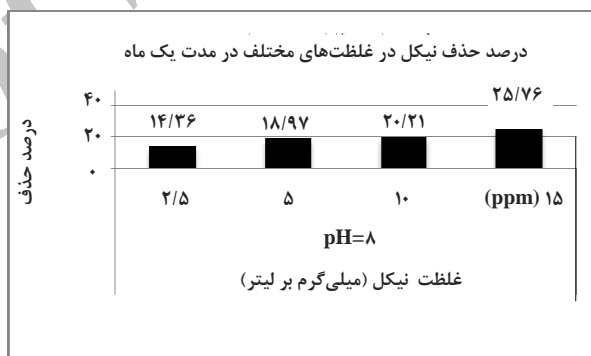 درصد حذف نیکل در غلظت‌های مختلف در مدت یک ماه
۲۵/۷۶
۴۰
۱۴/۳۶ ۱۸/۹۷ ۲۰/۲۱
۲۰
۰
درصد حذف
۲/۵ ۵ ۱۰ ۱۵ (ppm)
pH=۸
غلظت نیکل (میلی‌گرم بر لیتر)